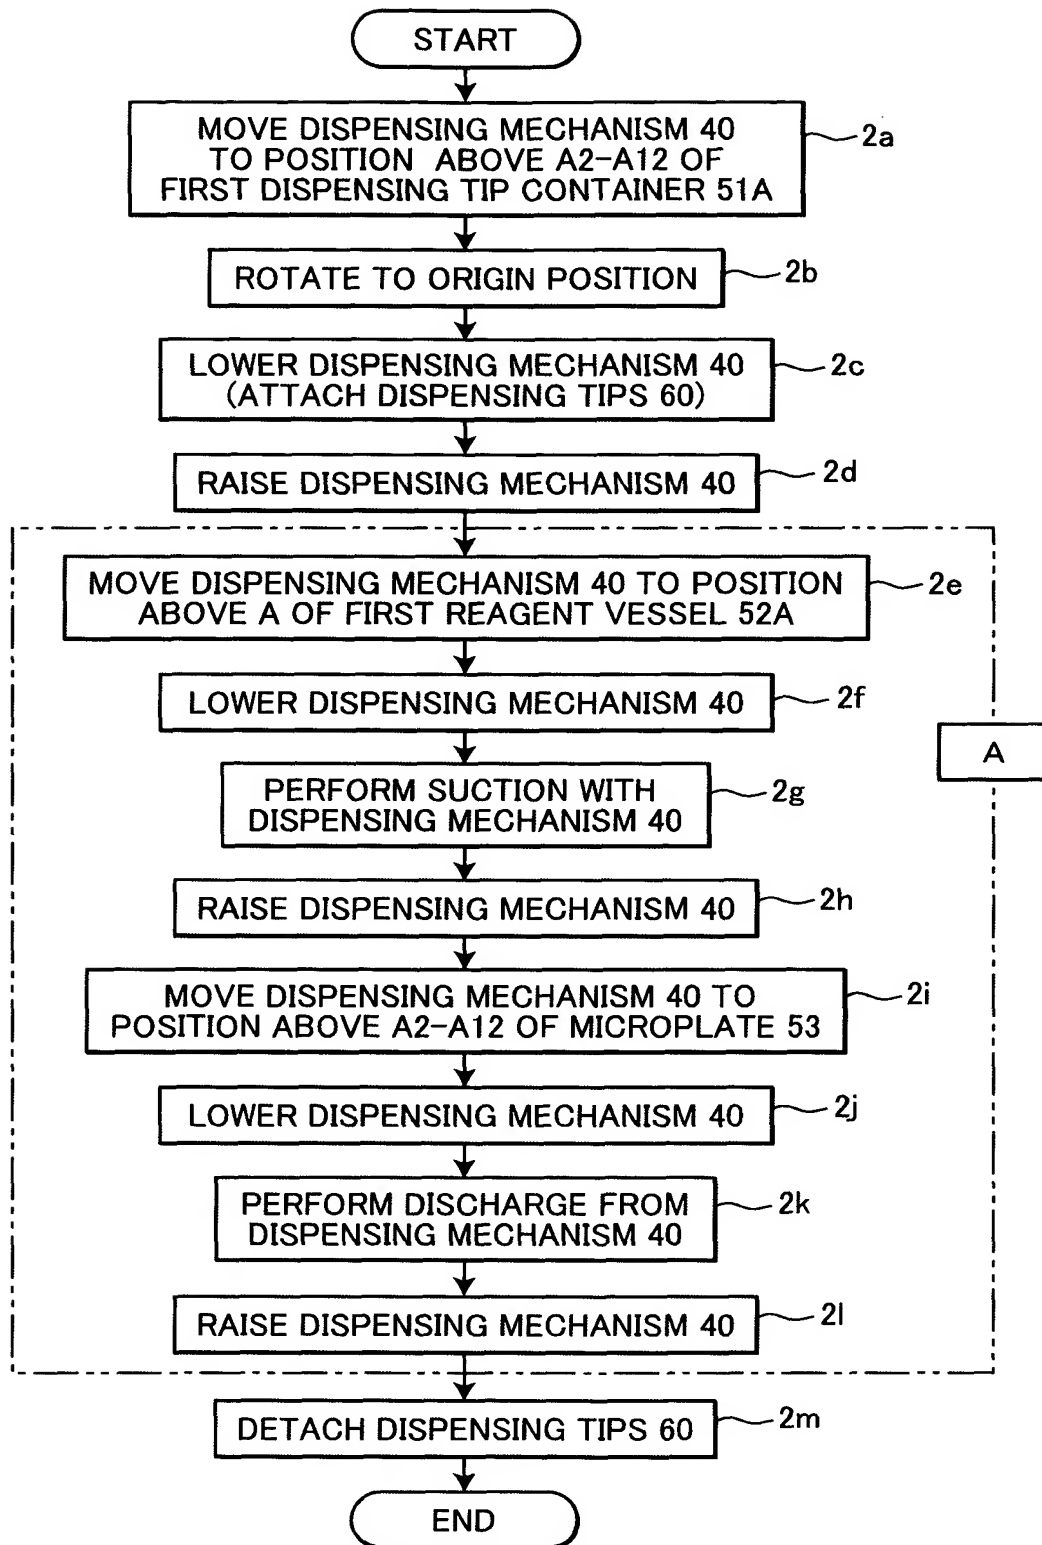 START
MOVE DISPENSING MECHANISM 40
TO POSITION ABOVE A2-A12 OF
FIRST DISPENSING TIP CONTAINER 51A
2a
ROTATE TO ORIGIN POSITION
2b
LOWER DISPENSING MECHANISM 40
(ATTACH DISPENSING TIPS 60)
2c
RAISE DISPENSING MECHANISM 40
2d
MOVE DISPENSING MECHANISM 40 TO POSITION
ABOVE A OF FIRST REAGENT VESSEL 52A
2e
LOWER DISPENSING MECHANISM 40
2f
A
PERFORM SUCTION WITH
DISPENSING MECHANISM 40
2g
RAISE DISPENSING MECHANISM 40
2h
MOVE DISPENSING MECHANISM 40 TO
POSITION ABOVE A2-A12 OF MICROPLATE 53
2i
LOWER DISPENSING MECHANISM 40
2j
PERFORM DISCHARGE FROM
DISPENSING MECHANISM 40
2k
RAISE DISPENSING MECHANISM 40
2l
DETACH DISPENSING TIPS 60
2m
END